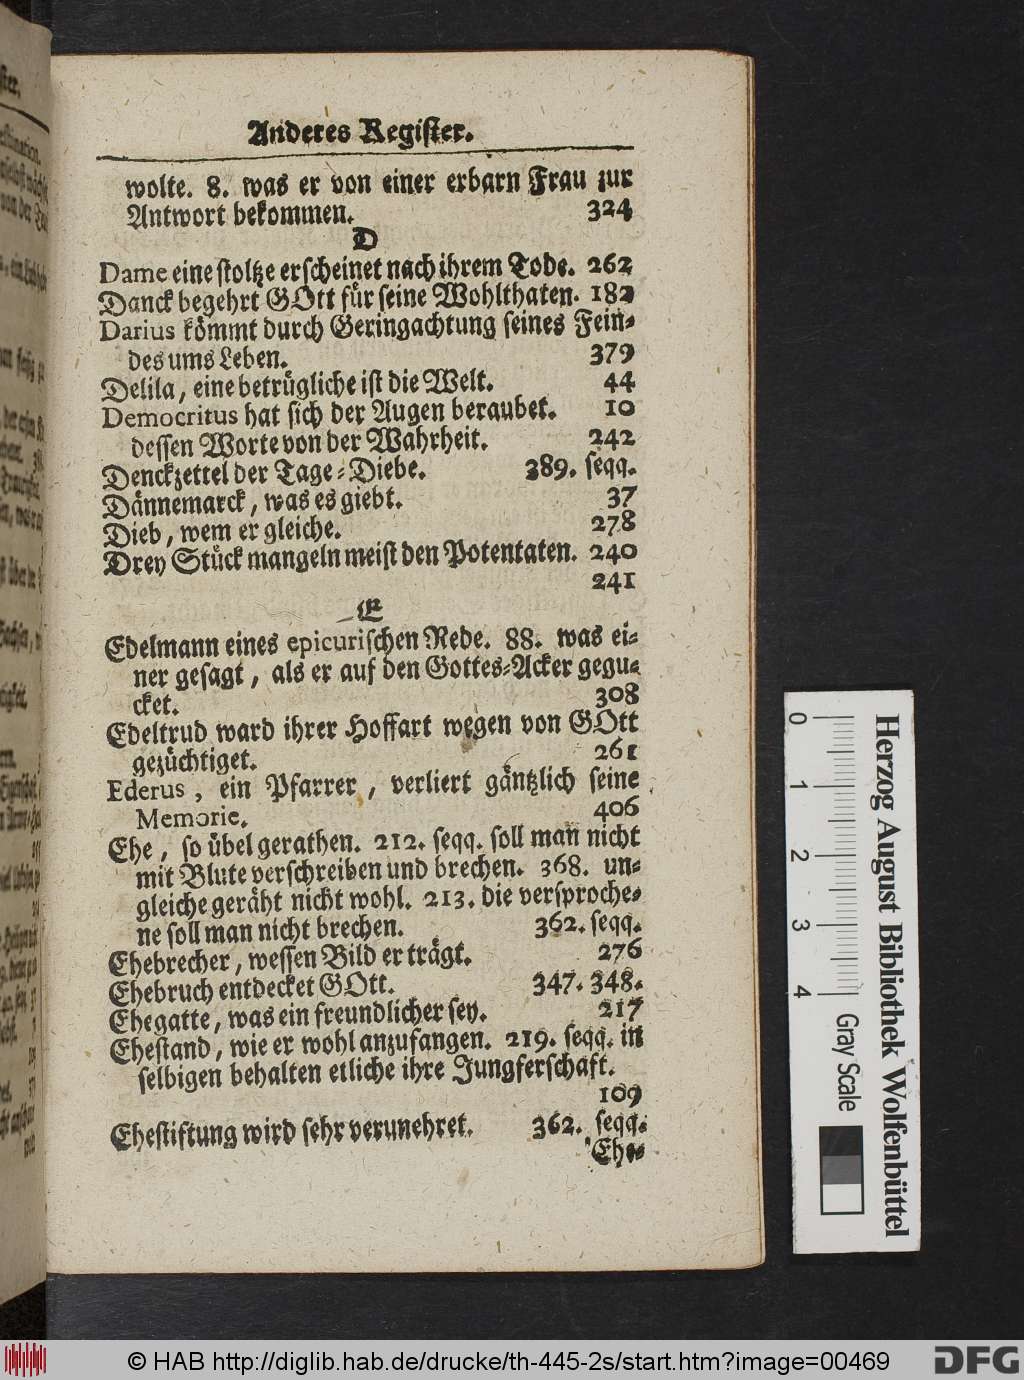 Anderes Register.
wolte. 8. was er von einer erbarn Frau zur
Antwort bekommen. 324
D
Dame eine stoltze erscheinet nach ihrem Tode. 262
Danck begehrt GOtt für seine Wohlthaten. 182
Darius kömmt durch Geringachtung seines Fein-
des ums Leben. 379
Delila, eine betrügliche ist die Welt. 44
Democritus hat sich der Augen beraubet. 10
dessen Worte von der Wahrheit. 242
Denckzettel der Tage-Diebe. 389. seqq.
Dännemarck, was es giebt. 37
Dieb, wem er gleiche. 278
Drey Stück mangeln meist den Potentaten. 240
241
E
Edelmann eines epicurischen Rede. 88. was ei-
ner gesagt, als er auf den Gottes-Acker gegu-
cket. 308
Edeltrud ward ihrer Hoffart wegen von GOtt
gezüchtiget. 261
Ederus, ein Pfarrer, verliert gäntzlich seine
Memorie. 406
Ehe, so übel gerathen. 212. seqq. soll man nicht
mit Blute verschreiben und brechen. 368. un-
gleiche geräht nicht wohl. 213. die versproche-
ne soll man nicht brechen. 362. seqq.
Ehebrecher, wessen Bild er trägt. 276
Ehebruch entdecket GOtt. 347. 348.
Ehegatte, was ein freundlicher sey. 217
Ehestand, wie er wohl anzufangen. 219. seqq. in
selbigen behalten etliche ihre Jungferschaft.
109
Ehestiftung wird sehr verunehret. 362. seqq.
Ehe-
0 1 2 3 4 Gray Scale
Herzog August Bibliothek Wolfenbüttel
© HAB http://diglib.hab.de/drucke/th-445-2s/start.htm?image=00469
DFG